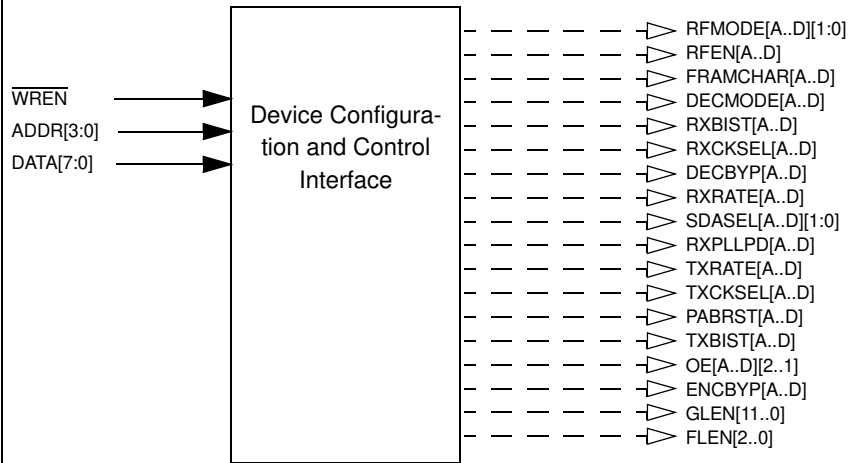 WREN
ADDR[3:0]
DATA[7:0]
Device Configura-
tion and Control
Interface
RFMODE[A..D][1:0]
RFEN[A..D]
FRAMCHAR[A..D]
DECMODE[A..D]
RXBIST[A..D]
RXCKSEL[A..D]
DECBYP[A..D]
RXRATE[A..D]
SDASEL[A..D][1:0]
RXPLLPD[A..D]
TXRATE[A..D]
TXCKSEL[A..D]
PABRST[A..D]
TXBIST[A..D]
OE[A..D][2..1]
ENCBYP[A..D]
GLEN[11..0]
FLEN[2..0]